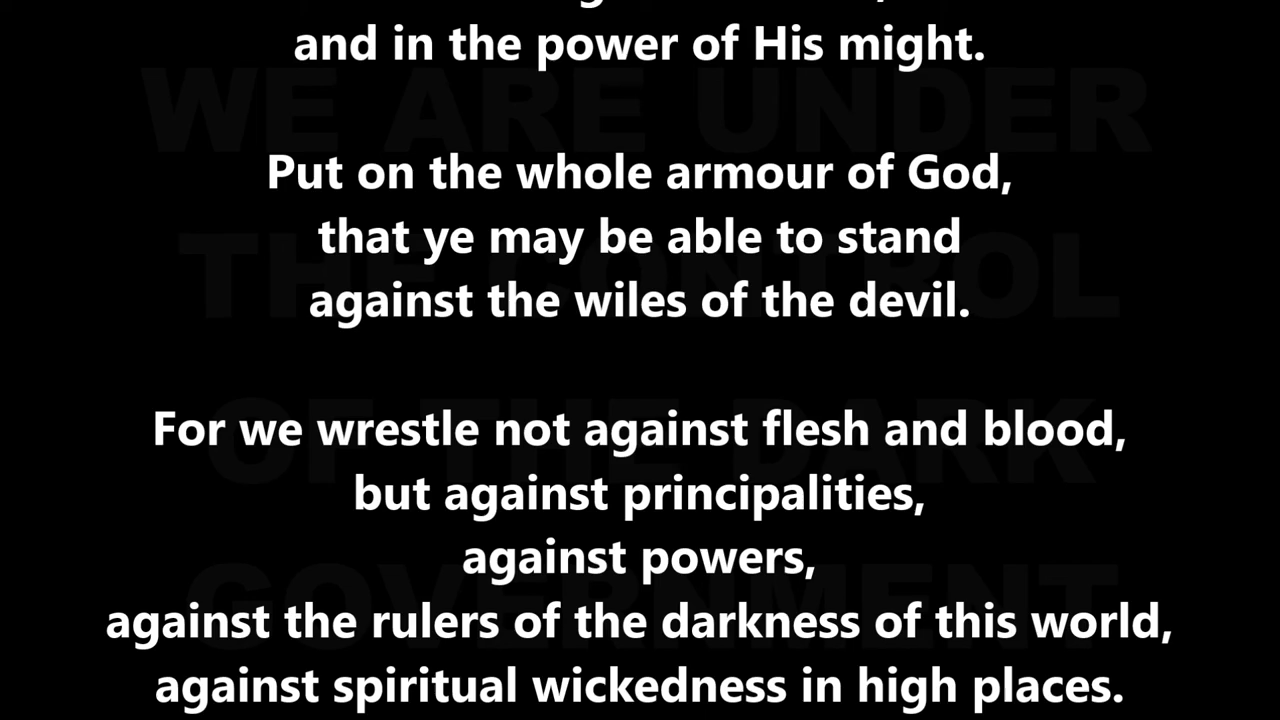 and in the power of His might.
WE ARE UNDER
Put on the whole armour of God,
that ye may be able to stand
THE CONTROL
against the wiles of the devil.
For we wrestle not against flesh and blood,
OF THE DARK
but against principalities,
against powers,
GOVERNMENT
against the rulers of the darkness of this world,
against spiritual wickedness in high places.